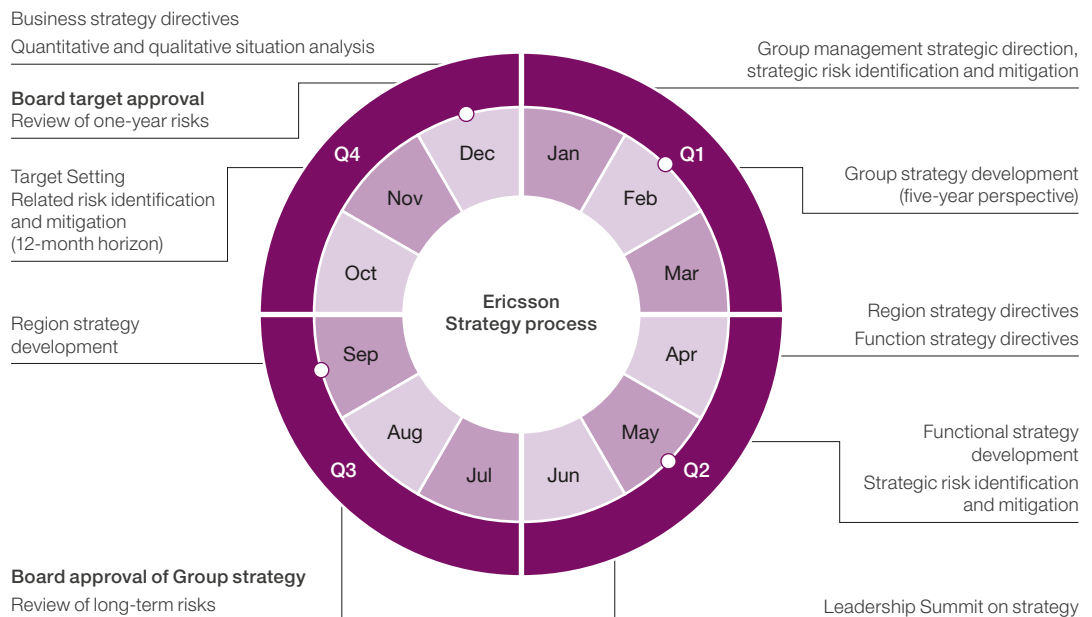 Business strategy directives
Quantitative and qualitative situation analysis
Board target approval
Review of one-year risks
Target Setting
Related risk identification
and mitigation
(12-month horizon)
Region strategy
development
Board approval of Group strategy
Review of long-term risks
Group management strategic direction,
strategic risk identification and mitigation
Group strategy development
(five-year perspective)
Region strategy directives
Function strategy directives
Functional strategy
development
Strategic risk identification
and mitigation
Leadership Summit on strategy
Q1
Q2
Q3
Q4
Jan
Feb
Mar
Apr
May
Jun
Jul
Aug
Sep
Oct
Nov
Dec
Ericsson
Strategy process